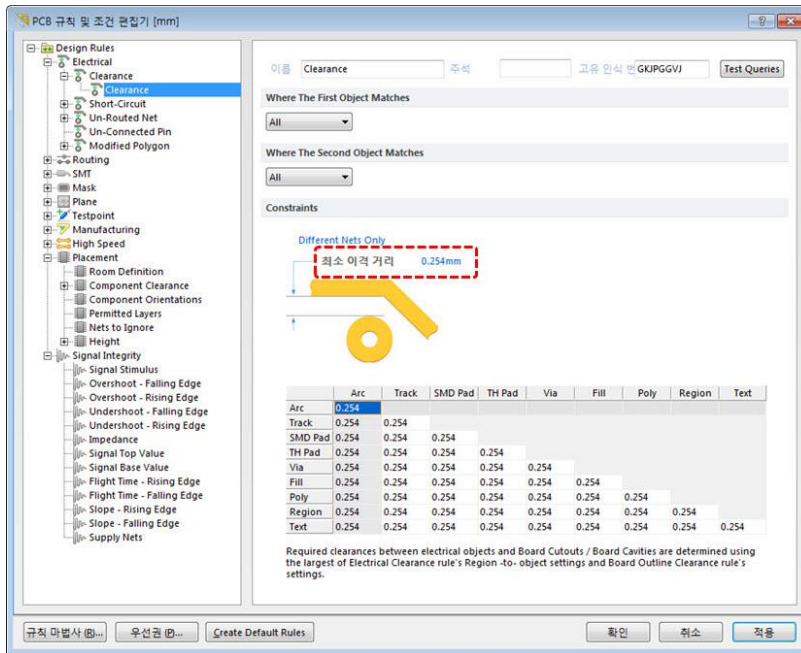 PCB 규칙 및 조건 편집기 [mm]
Design Rules
Electrical
Clearance
Clearance
Short-Circuit
Un-Routed Net
Un-Connected Pin
Modified Polygon
Routing
SMT
Mask
Plane
Testpoint
Manufacturing
High Speed
Placement
Room Definition
Component Clearance
Component Orientations
Permitted Layers
Nets to Ignore
Height
Signal Integrity
Signal Stimulus
Overshoot - Falling Edge
Overshoot - Rising Edge
Undershoot - Falling Edge
Undershoot - Rising Edge
Impedance
Signal Top Value
Signal Base Value
Flight Time - Rising Edge
Flight Time - Falling Edge
Slope - Rising Edge
Slope - Falling Edge
Supply Nets
이름 Clearance 주석 고유 인식 번 GKJPGGVJ Test Queries
Where The First Object Matches
All
Where The Second Object Matches
All
Constraints
Different Nets Only
최소 이격 거리 0.254mm
Arc Track SMD Pad TH Pad Via Fill Poly Region Text
Arc 0.254
Track 0.254 0.254
SMD Pad 0.254 0.254 0.254
TH Pad 0.254 0.254 0.254 0.254
Via 0.254 0.254 0.254 0.254 0.254
Fill 0.254 0.254 0.254 0.254 0.254 0.254
Poly 0.254 0.254 0.254 0.254 0.254 0.254 0.254
Region 0.254 0.254 0.254 0.254 0.254 0.254 0.254 0.254
Text 0.254 0.254 0.254 0.254 0.254 0.254 0.254 0.254 0.254
Required clearances between electrical objects and Board Cutouts / Board Cavities are determined using
the largest of Electrical Clearance rule's Region -to- object settings and Board Outline Clearance rule's
settings.
규칙 마법사 (R)... 우선권 (P)... Create Default Rules 확인 취소 적용